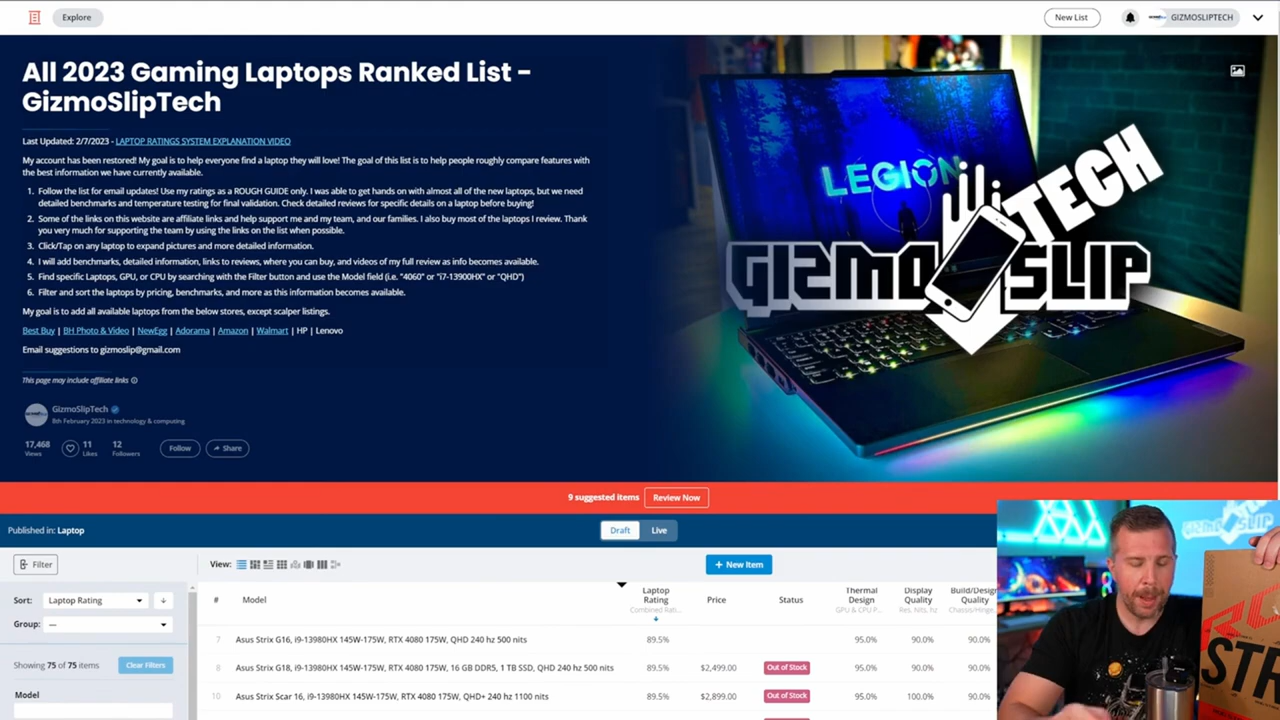 Explore
New List
GIZMOSLIPTECH
All 2023 Gaming Laptops Ranked List -
GizmoSlipTech
Last Updated: 2/7/2023 - LAPTOP RATINGS SYSTEM EXPLANATION VIDEO
My account has been restored! My goal is to help everyone find a laptop they will love! The goal of this list is to help people roughly compare features with
the best information we have currently available.
1. Follow the list for email updates! Use my ratings as a ROUGH GUIDE only. I was able to get hands on with almost all of the new laptops, but we need
detailed benchmarks and temperature testing for final validation. Check detailed reviews for specific details on a laptop before buying!
2. Some of the links on this website are affiliate links and help support me and my team, and our families. I also buy most of the laptops I review. Thank
you very much for supporting the team by using the links on the list when possible.
3. Click/Tap on any laptop to expand pictures and more detailed information.
4. I will add benchmarks, detailed information, links to reviews, where you can buy, and videos of my full review as info becomes available.
5. Find specific Laptops, GPU, or CPU by searching with the Filter button and use the Model field (i.e. "4060" or "i7-13900HX" or "QHD")
6. Filter and sort the laptops by pricing, benchmarks, and more as this information becomes available.
My goal is to add all available laptops from the below stores, except scalper listings.
Best Buy | BH Photo & Video | NewEgg | Adorama | Amazon | Walmart | HP | Lenovo
Email suggestions to gizmoslip@gmail.com
This page may include affiliate links
GizmoSlipTech
8th February 2023 in technology & computing
17,468 11 12
Views Likes Followers
Follow Share
LEGION
TECH
GIZMO SLIP
9 suggested items Review Now
Published in: Laptop
Draft Live
Filter
View:
+ New Item
Sort: Laptop Rating
Group: —
Showing 75 of 75 items Clear Filters
Model
# Model Laptop Rating Price Status Thermal Design Display Quality Build/Design Quality
Combined Rati... GPU & CPU P... Res, Nits, hz Chassis/Hinge,
7 Asus Strix G16, i9-13980HX 145W-175W, RTX 4080 175W, QHD 240 hz 500 nits 89.5% 95.0% 90.0% 90.0%
8 Asus Strix G18, i9-13980HX 145W-175W, RTX 4080 175W, 16 GB DDR5, 1 TB SSD, QHD 240 hz 500 nits 89.5% $2,499.00 Out of Stock 95.0% 90.0% 90.0%
10 Asus Strix Scar 16, i9-13980HX 145W-175W, RTX 4080 175W, QHD+ 240 hz 1100 nits 89.5% $2,899.00 Out of Stock 95.0% 100.0% 90.0%
GIZMO SLIP
STR